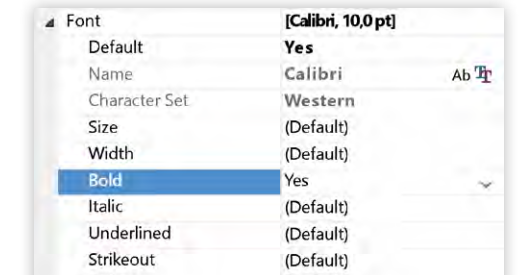 Font [Calibri, 10,0 pt]
Default Yes
Name Calibri Ab TT
Character Set Western
Size (Default)
Width (Default)
Bold Yes
Italic (Default)
Underlined (Default)
Strikeout (Default)